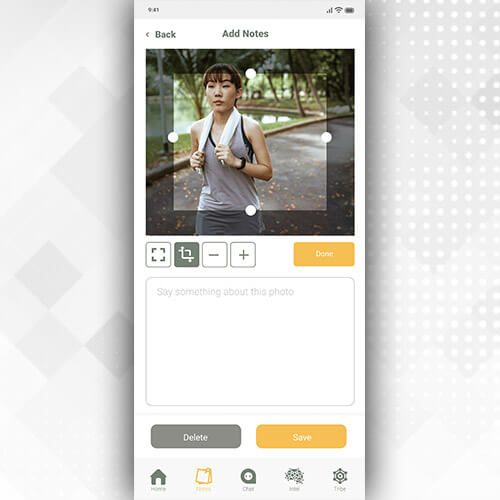 9:41
Back
Add Notes
Done
Say something about this photo
Delete
Save
Home
Notes
Chat
Intel
Tribe